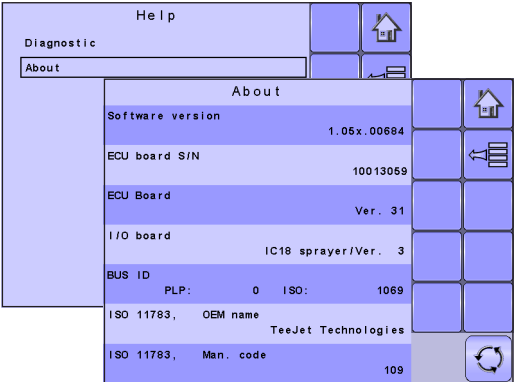 Help
Diagnostic
About
About
Software version
1.05x.00684
ECU board S/N
10013059
ECU Board
Ver. 31
I/O board
IC18 sprayer/Ver. 3
BUS ID
PLP: 0 ISO: 1069
ISO 11783, OEM name
TeeJet Technologies
ISO 11783, Man. code
109